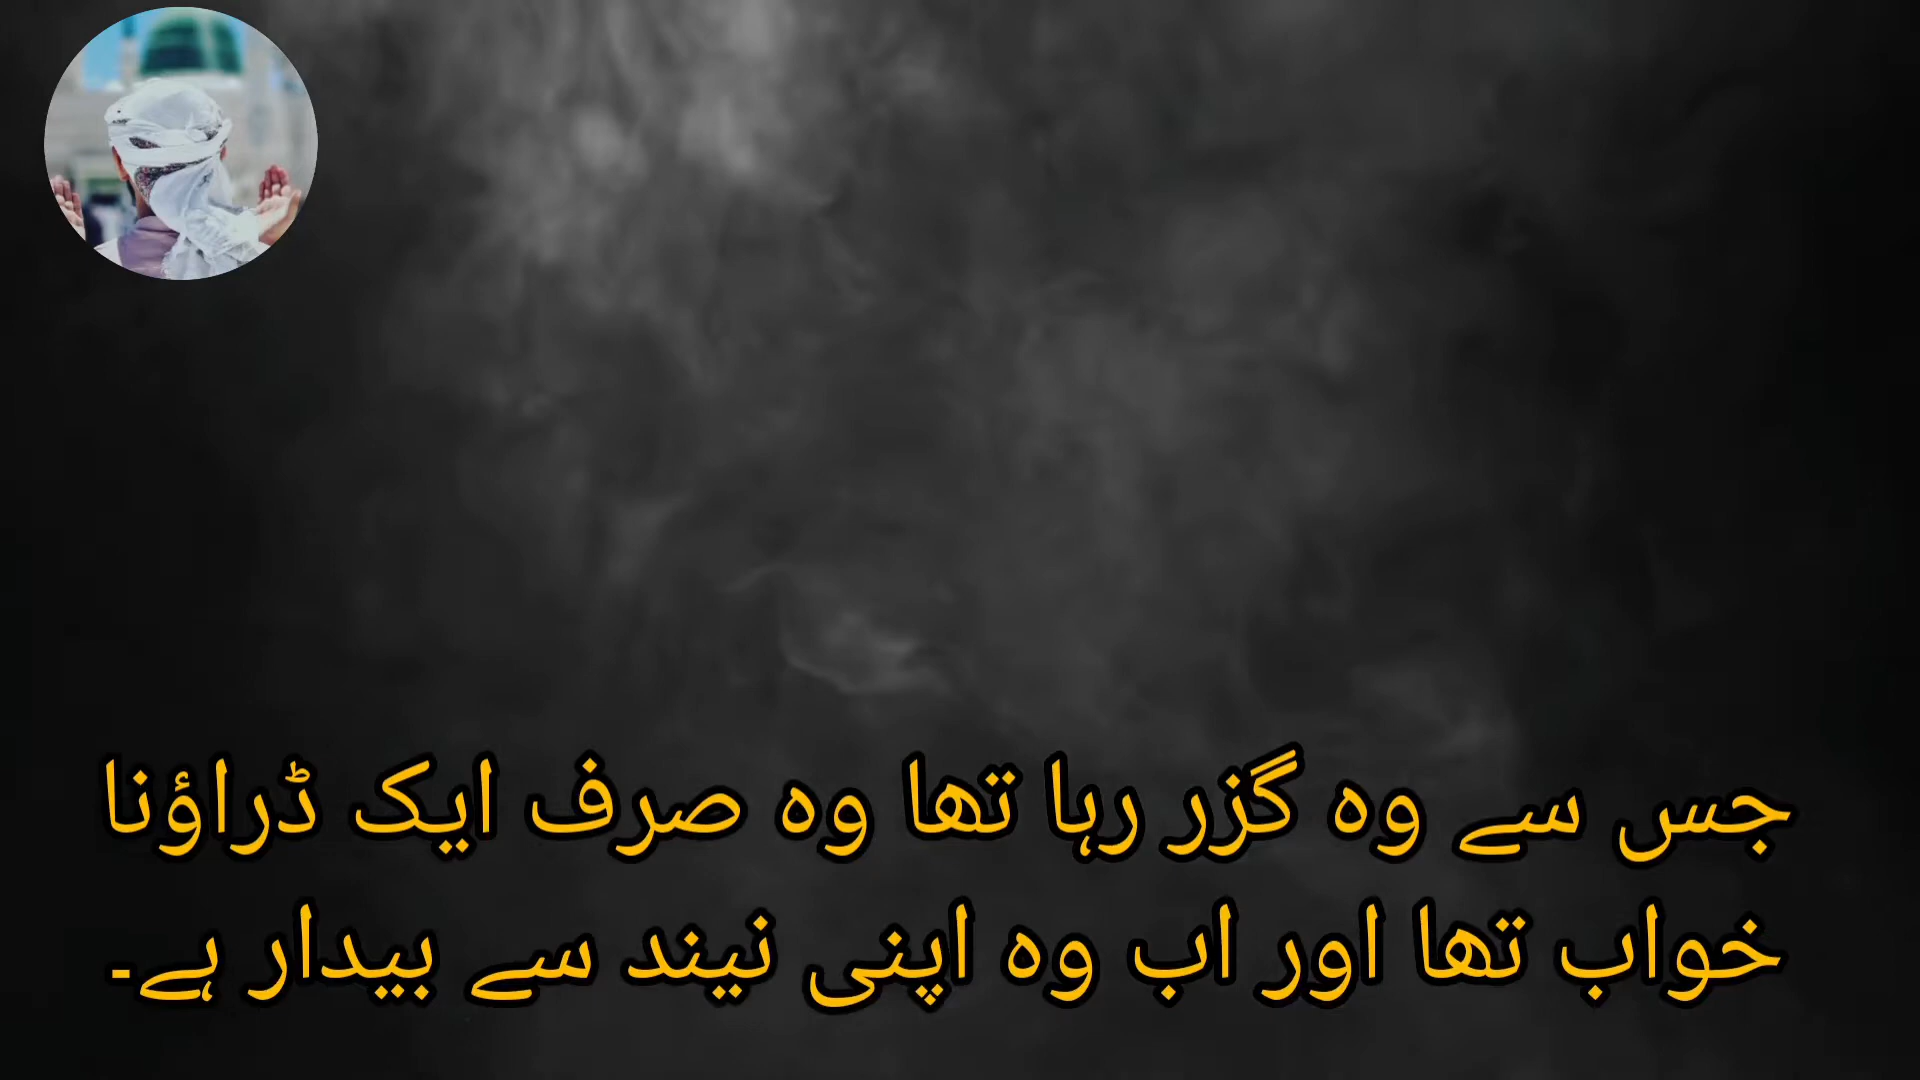 جس سے وہ گزر رہا تھا وہ صرف ایک ڈراؤنا
خواب تھا اور اب وہ اپنی نیند سے بیدار ہے۔